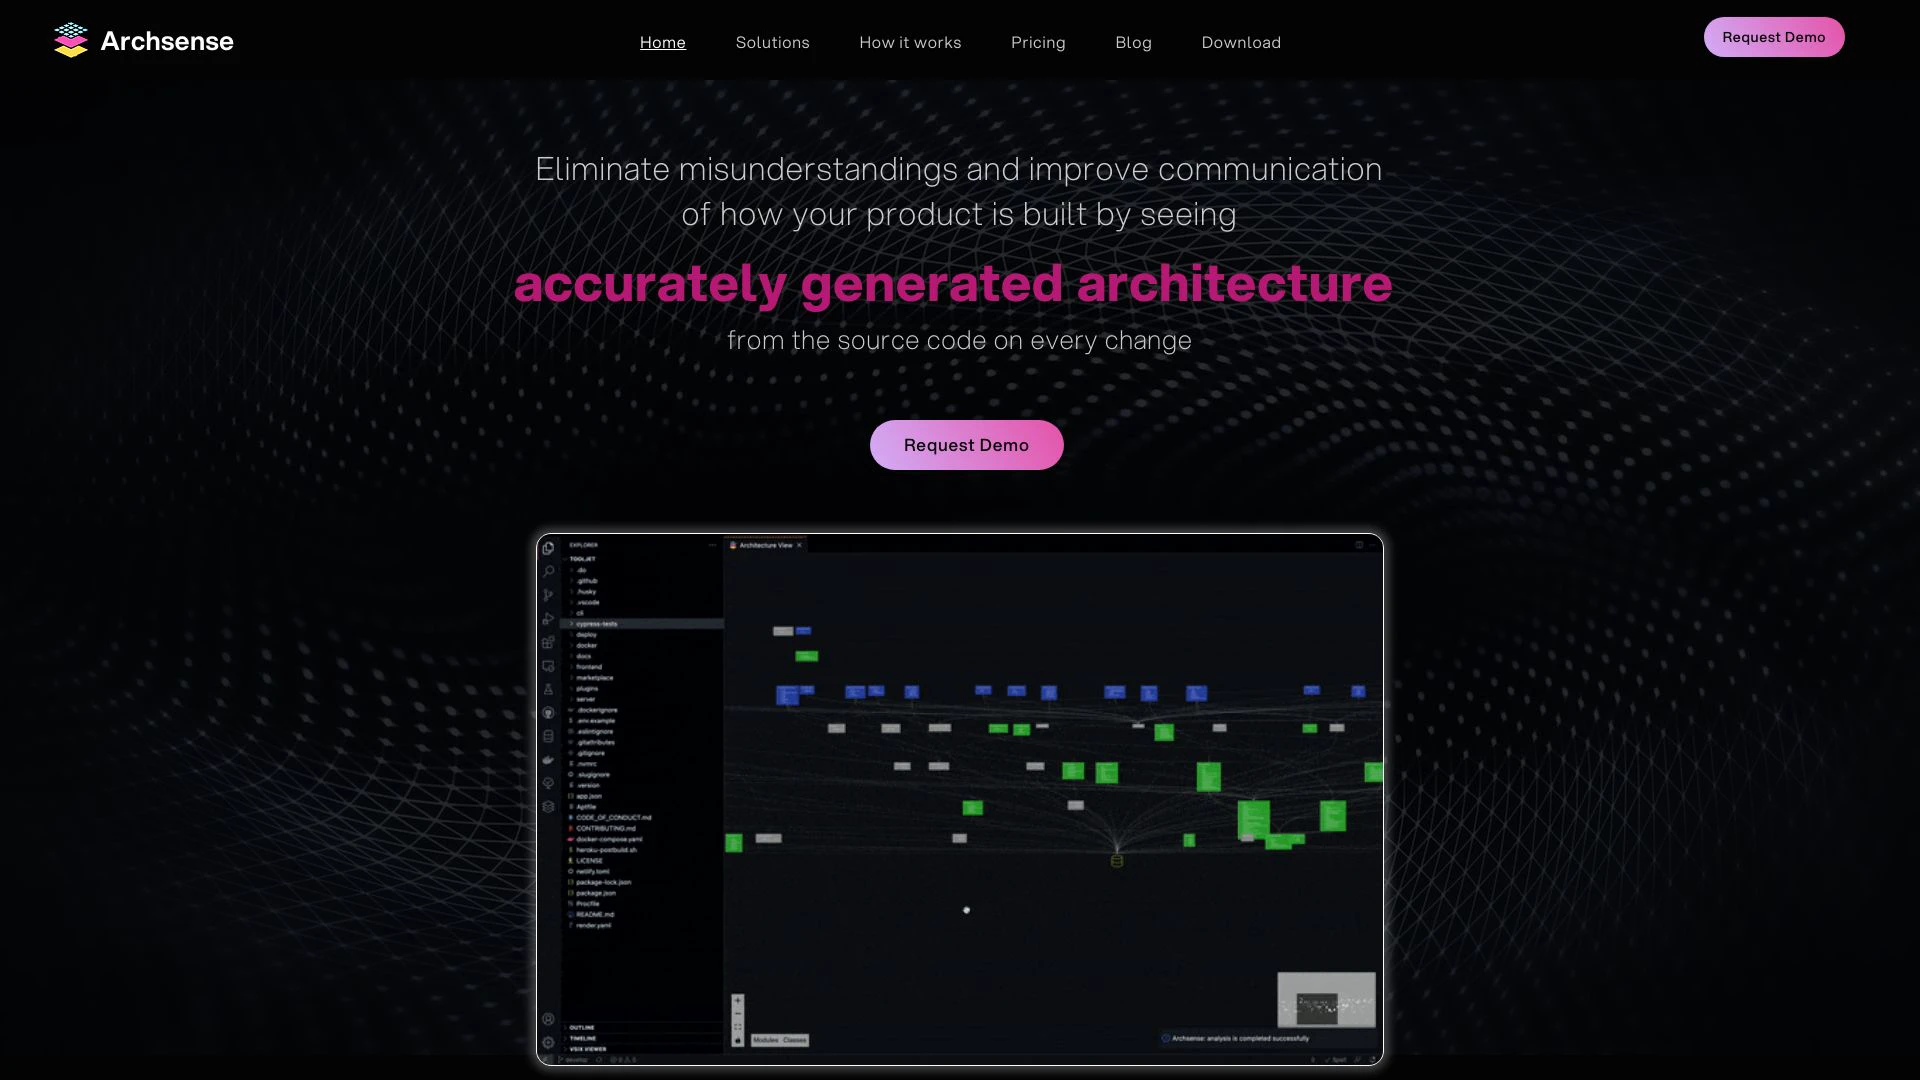 Archsense
Home
Solutions
How it works
Pricing
Blog
Download
Request Demo
Eliminate misunderstandings and improve communication
of how your product is built by seeing
accurately generated architecture
from the source code on every change
Request Demo
EXPLORER
Architecture View
TOOLJET
.do
.github
.husky
.vscode
cli
cypress-tests
deploy
docker
docs
frontend
marketplace
plugins
server
.dockerignore
.env.example
.eslintignore
.gitattributes
.gitignore
.nvmrc
.slugignore
.version
app.json
Aptfile
CODE_OF_CONDUCT.md
CONTRIBUTING.md
docker-compose.yaml
heroku-postbuild.sh
LICENSE
netlify.toml
package-lock.json
package.json
Procfile
README.md
render.yaml
OUTLINE
TIMELINE
VSIX VIEWER
Modules Classes
Archsense: analysis is completed successfully
develop
Spell